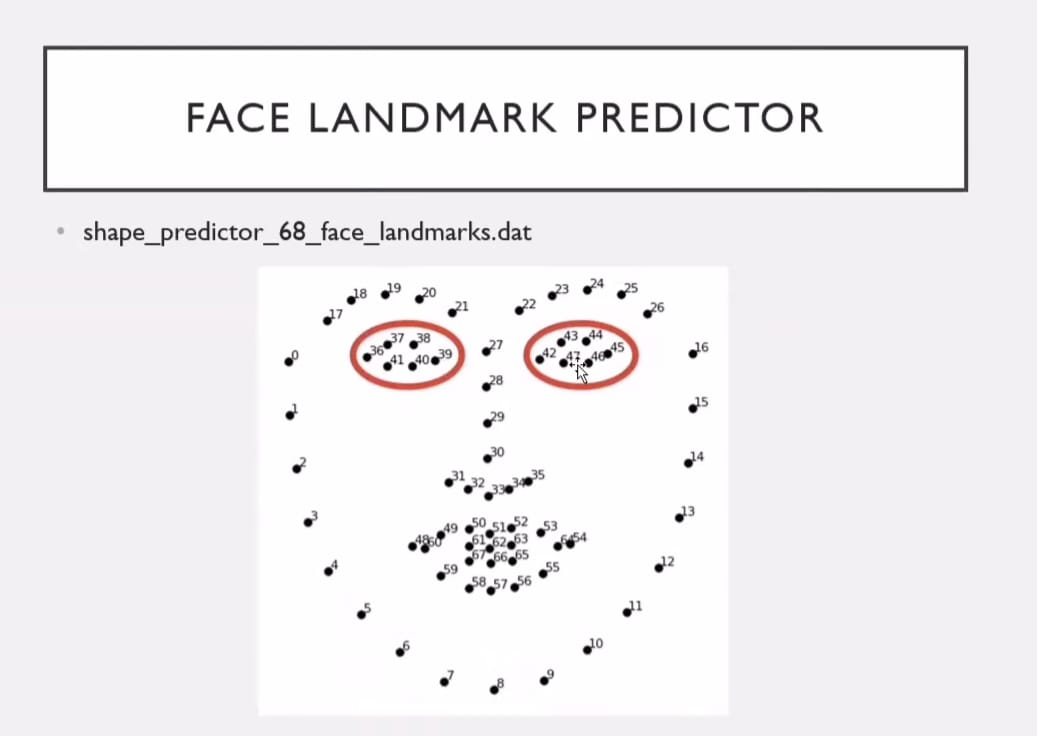 FACE LANDMARK PREDICTOR
• shape_predictor_68_face_landmarks.dat
18 19 20 23 24 25
17 21 22 26
37 38 43 44
36 39 42 45
41 40 47 46
0 27 16
28
1 29 15
2 30 14
31 32 33 34 35
3 13
49 50 51 52 53
48 60 61 62 63 64 54
67 66 65
59 58 57 56 55
4 12
5 11
6 10
7 8 9